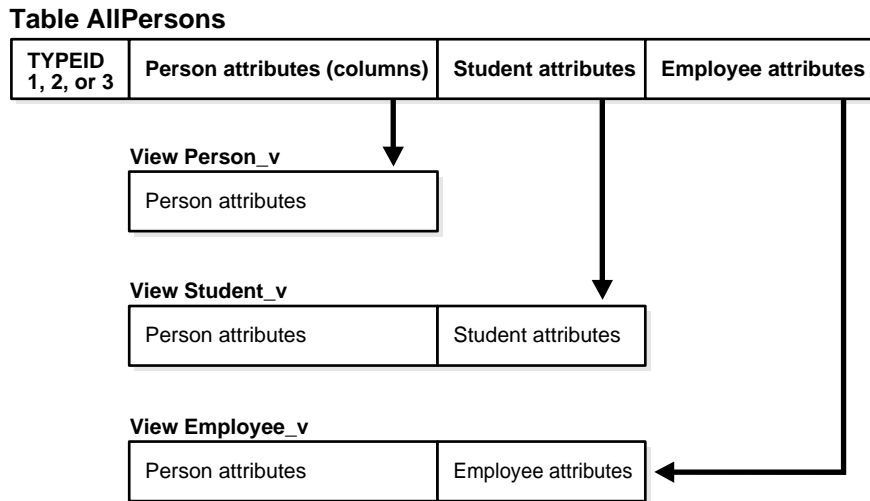 Table AllPersons
TYPEID
1, 2, or 3
Person attributes (columns)
Student attributes
Employee attributes
View Person_v
Person attributes
View Student_v
Person attributes
Student attributes
View Employee_v
Person attributes
Employee attributes